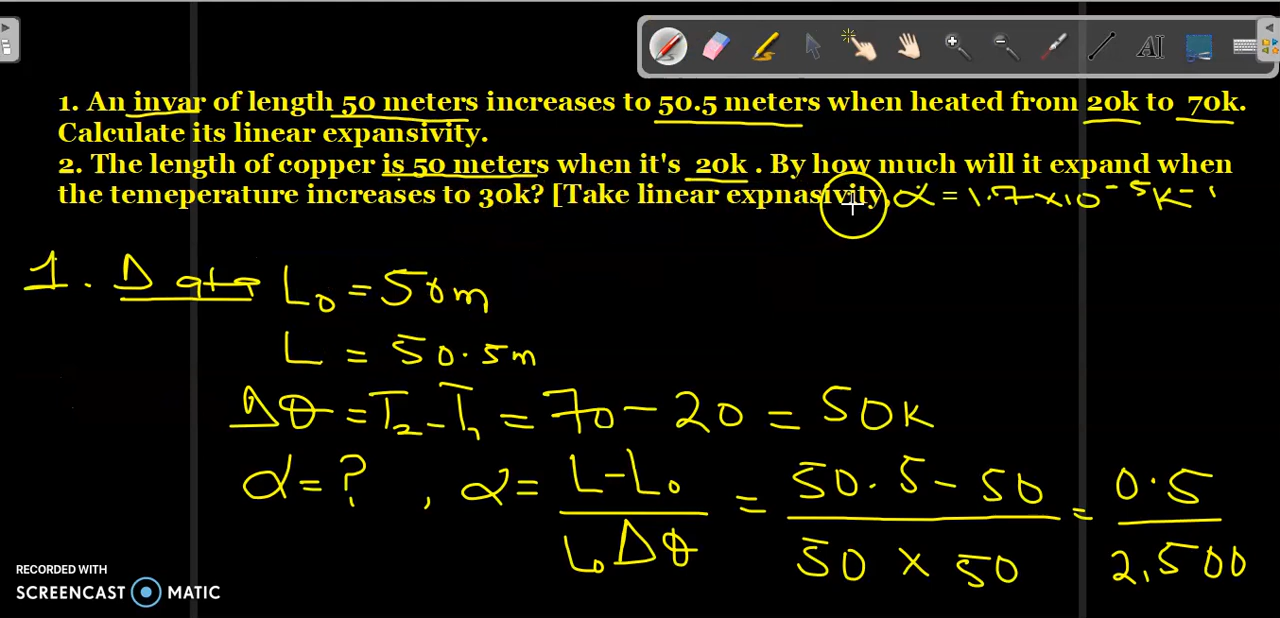 1. An invar of length 50 meters increases to 50.5 meters when heated from 20k to 70k.
Calculate its linear expansivity.
2. The length of copper is 50 meters when it's 20k . By how much will it expand when
the temeperature increases to 30k? [Take linear expnasivity, α = 1.7x10⁻⁵K⁻¹
1. Data L₀ = 50m
L = 50.5m
Δθ = T₂-T₁ = 70-20 = 50K
α = ? , α = L-L₀ / L₀Δθ = 50.5-50 / 50 x 50 = 0.5 / 2,500
RECORDED WITH
SCREENCAST MATIC